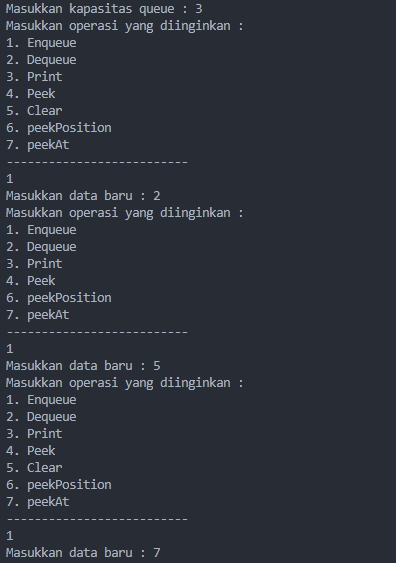 Masukkan kapasitas queue : 3
Masukkan operasi yang diinginkan :
1. Enqueue
2. Dequeue
3. Print
4. Peek
5. Clear
6. peekPosition
7. peekAt
--------------------------
1
Masukkan data baru : 2
Masukkan operasi yang diinginkan :
1. Enqueue
2. Dequeue
3. Print
4. Peek
6. peekPosition
7. peekAt
--------------------------
1
Masukkan data baru : 5
Masukkan operasi yang diinginkan :
1. Enqueue
2. Dequeue
3. Print
4. Peek
5. Clear
6. peekPosition
7. peekAt
--------------------------
1
Masukkan data baru : 7